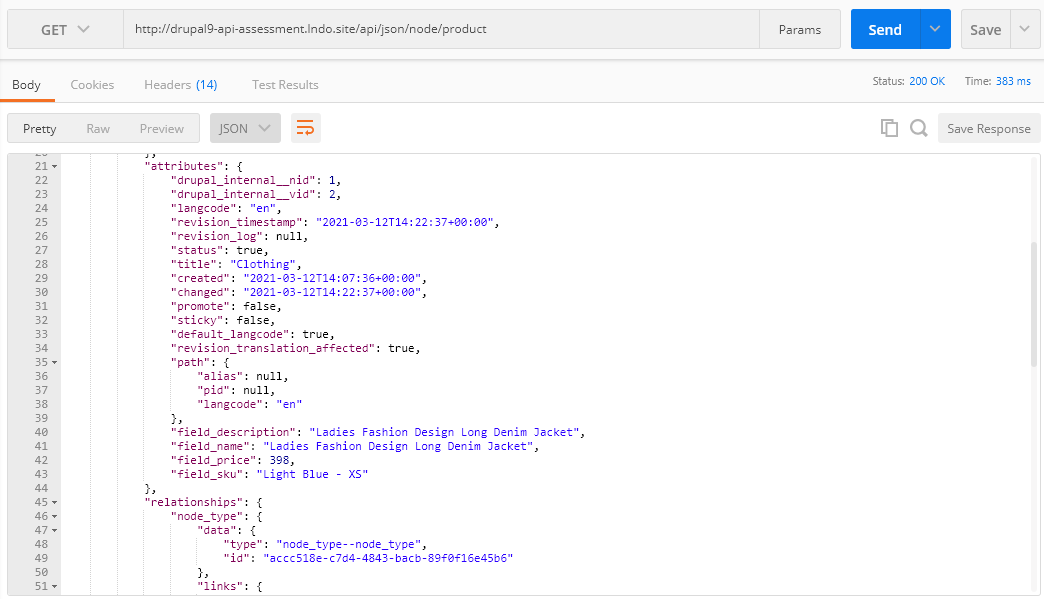 GET http://drupal9-api-assessment.lndo.site/api/json/node/product Params Send Save
Body Cookies Headers (14) Test Results Status: 200 OK Time: 383 ms
Pretty Raw Preview JSON Save Response
20 },
21 "attributes": {
22 "drupal_internal__nid": 1,
23 "drupal_internal__vid": 2,
24 "langcode": "en",
25 "revision_timestamp": "2021-03-12T14:22:37+00:00",
26 "revision_log": null,
27 "status": true,
28 "title": "Clothing",
29 "created": "2021-03-12T14:07:36+00:00",
30 "changed": "2021-03-12T14:22:37+00:00",
31 "promote": false,
32 "sticky": false,
33 "default_langcode": true,
34 "revision_translation_affected": true,
35 "path": {
36 "alias": null,
37 "pid": null,
38 "langcode": "en"
39 },
40 "field_description": "Ladies Fashion Design Long Denim Jacket",
41 "field_name": "Ladies Fashion Design Long Denim Jacket",
42 "field_price": 398,
43 "field_sku": "Light Blue - XS"
44 },
45 "relationships": {
46 "node_type": {
47 "data": {
48 "type": "node_type--node_type",
49 "id": "accc518e-c7d4-4843-bacb-89f0f16e45b6"
50 },
51 "links": {